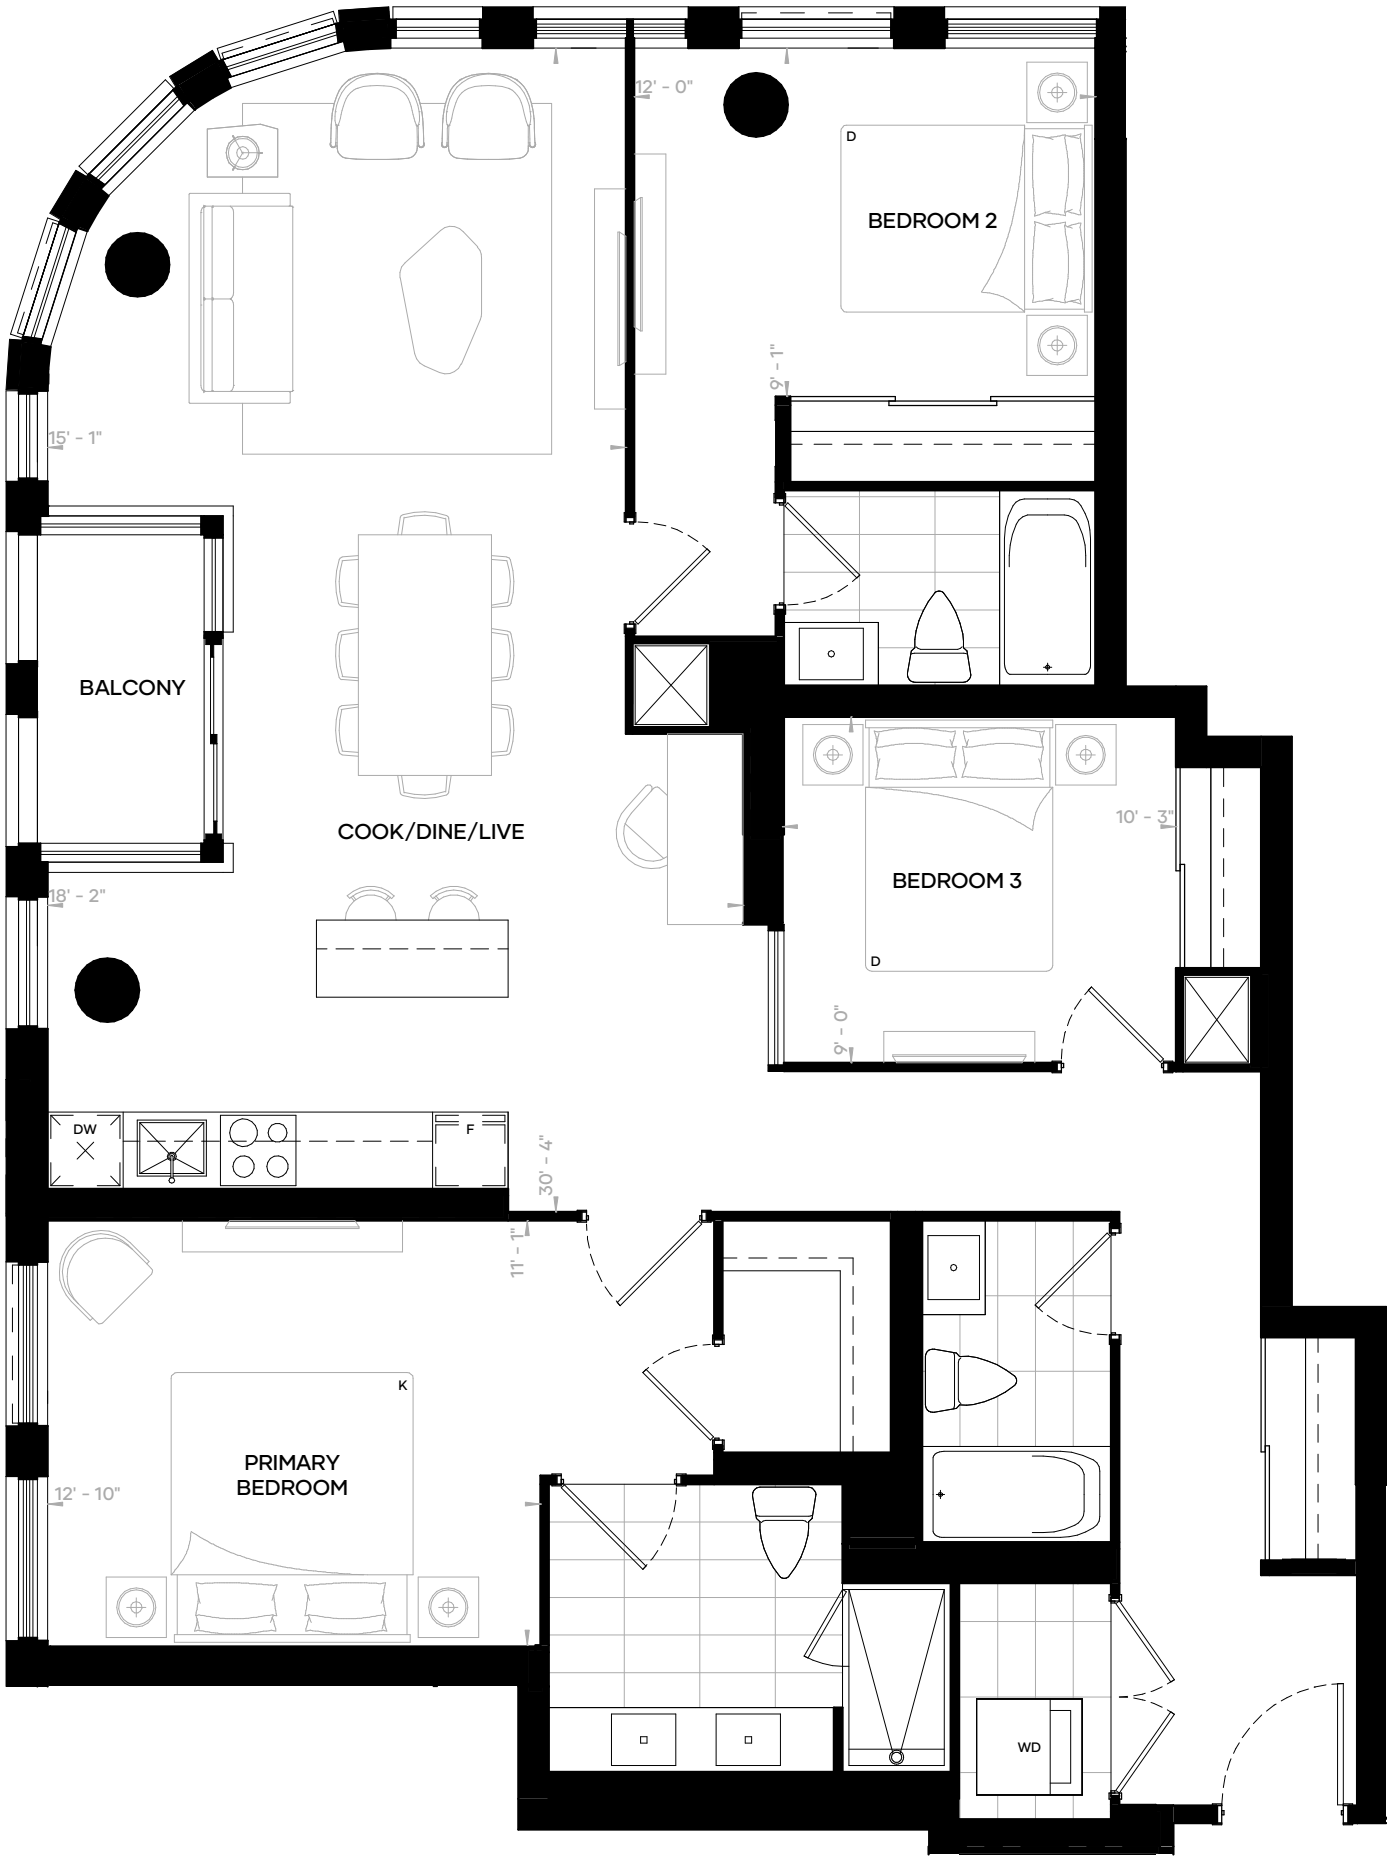 12' - 0"
D
BEDROOM 2
9' - 1"
15' - 1"
BALCONY
COOK/DINE/LIVE
10' - 3"
BEDROOM 3
18' - 2"
D
9' - 0"
DW
F
30' - 4"
11' - 1"
K
PRIMARY
BEDROOM
12' - 10"
WD